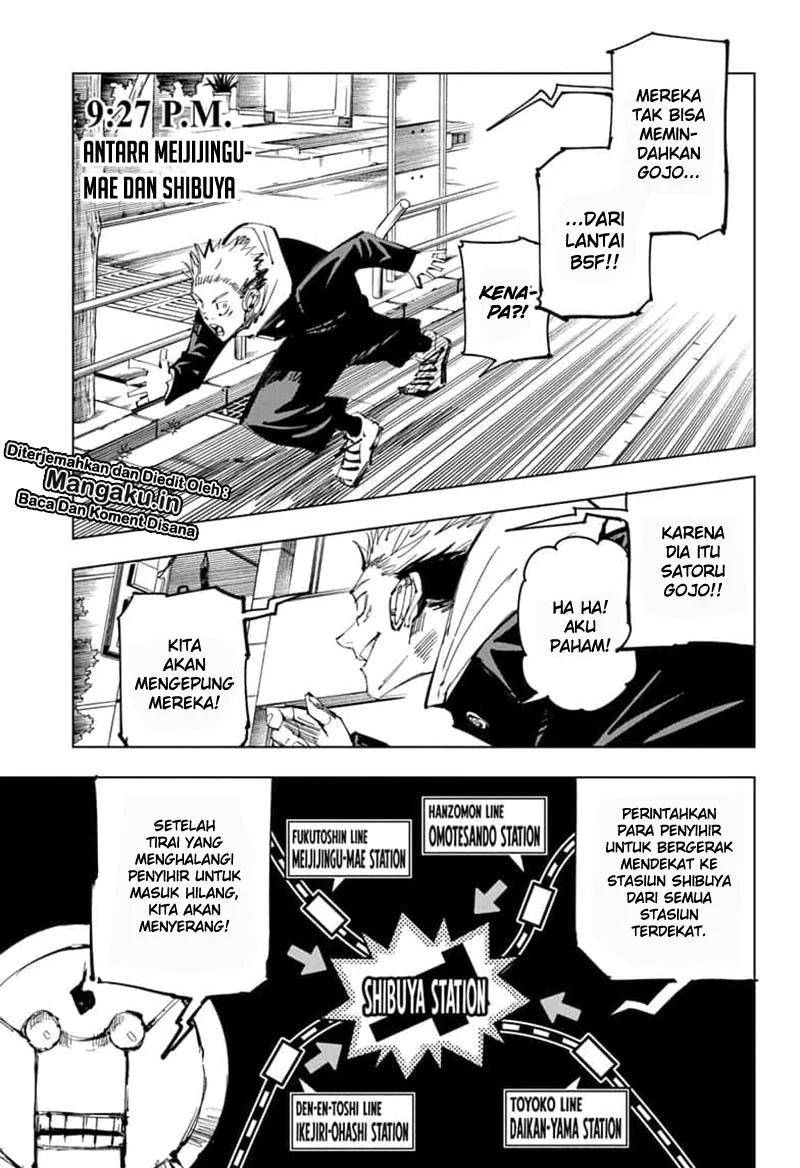 9:27 P.M.
ANTARA MEIJIJINGU-
MAE DAN SHIBUYA
MEREKA
TAK BISA
MEMIN-
DAHKAN
GOJO...
...DARI
LANTAI
B5F!!
KENA-
PA?!
Diterjemahkan dan Diedit Oleh :
Mangaku.in
Baca Dan Koment Disana
KARENA
DIA ITU
SATORU
GOJO!!
HA HA!
AKU
PAHAM!
KITA
AKAN
MENGEPUNG
MEREKA!
PERINTAHKAN
PARA PENYIHIR
UNTUK BERGERAK
MENDEKAT KE
STASIUN SHIBUYA
DARI SEMUA
STASIUN
TERDEKAT.
SETELAH
TIRAI YANG
MENGHALANGI
PENYIHIR UNTUK
MASUK HILANG,
KITA AKAN
MENYERANG!
HANZOMON LINE
OMOTESANDO STATION
FUKUTOSHIN LINE
MEIJIJINGU-MAE STATION
SHIBUYA STATION
DEN-EN-TOSHI LINE
IKEJIRI-OHASHI STATION
TOYOKO LINE
DAIKAN-YAMA STATION